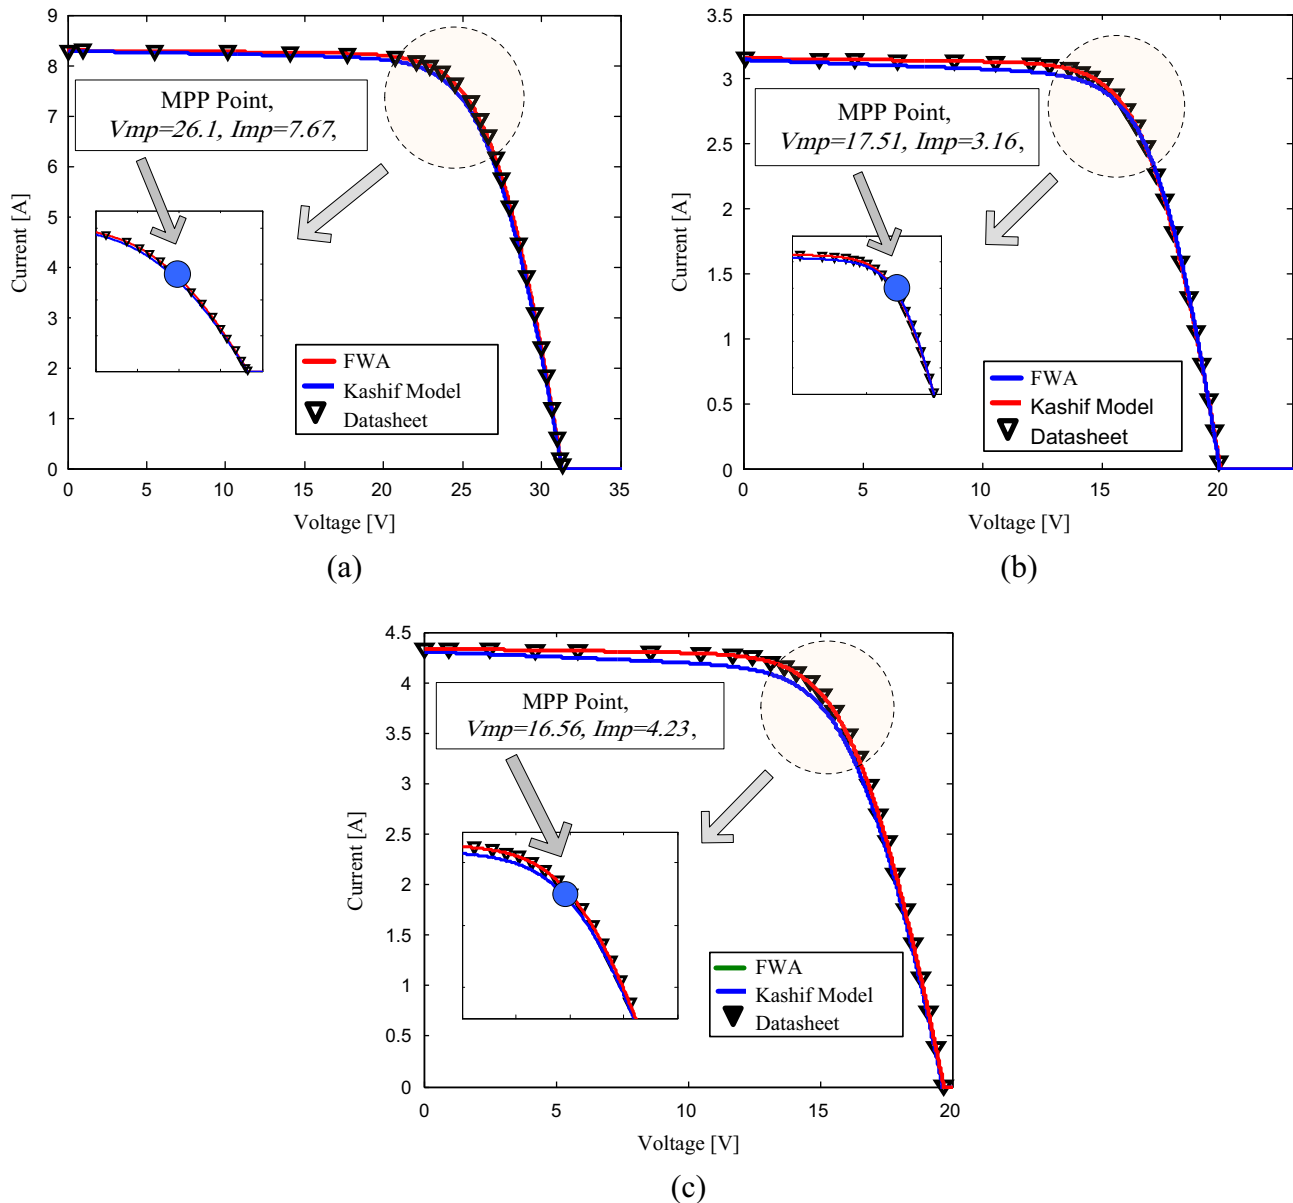 9
8
7
6
5
4
3
2
1
0
Current [A]
MPP Point,
Vmp=26.1, Imp=7.67,
FWA
Kashif Model
Datasheet
0 5 10 15 20 25 30 35
Voltage [V]
(a)
3.5
3
2.5
2
1.5
1
0.5
0
Current [A]
MPP Point,
Vmp=17.51, Imp=3.16,
FWA
Kashif Model
Datasheet
0 5 10 15 20
Voltage [V]
(b)
4.5
4
3.5
3
2.5
2
1.5
1
0.5
0
Current [A]
MPP Point,
Vmp=16.56, Imp=4.23,
FWA
Kashif Model
Datasheet
0 5 10 15 20
Voltage [V]
(c)